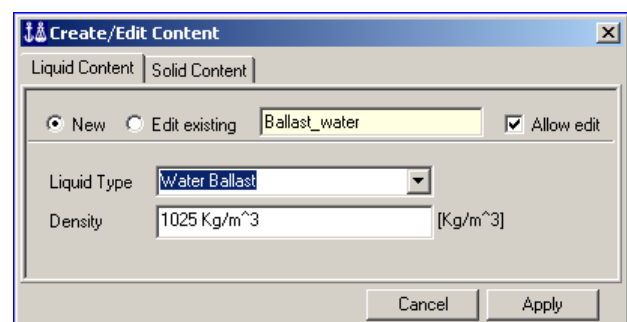 Create/Edit Content
Liquid Content Solid Content
New Edit existing Ballast_water Allow edit
Liquid Type Water Ballast
Density 1025 Kg/m^3 [Kg/m^3]
Cancel Apply